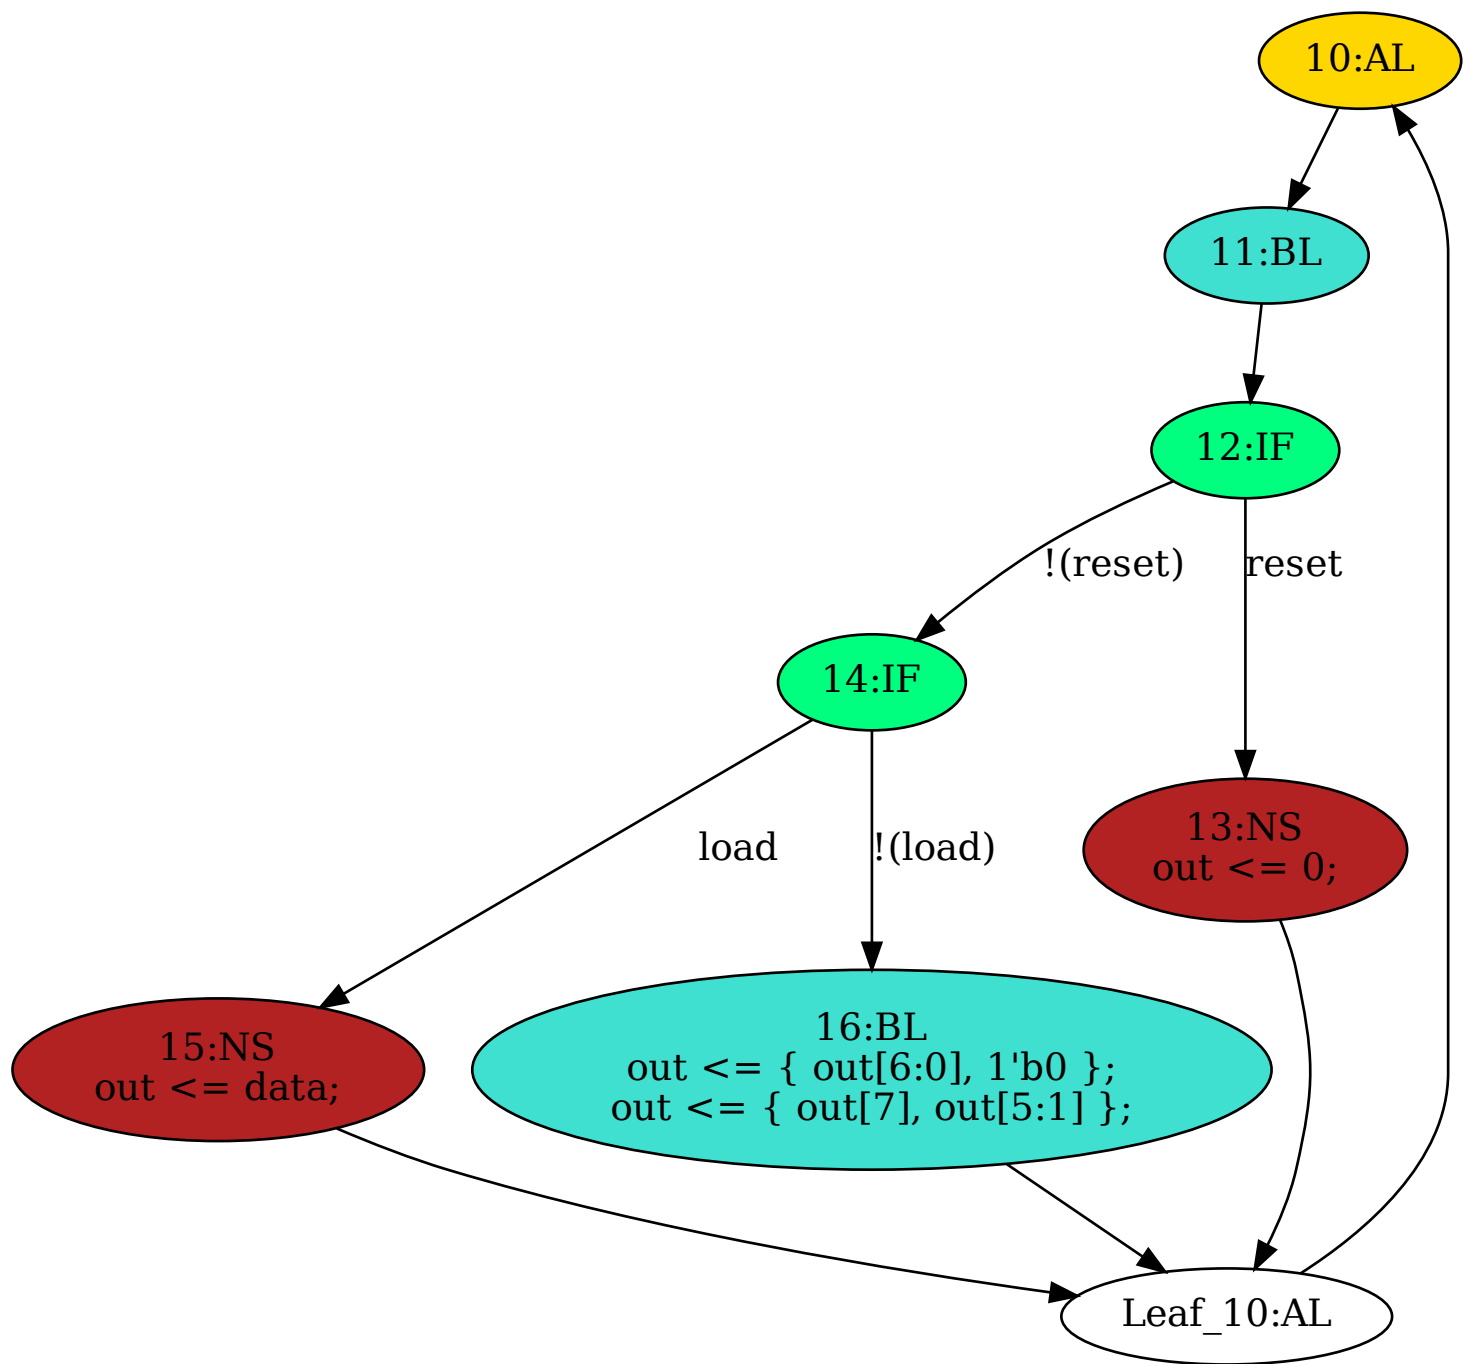 10:AL
11:BL
12:IF
!(reset)
reset
14:IF
load
!(load)
13:NS
out <= 0;
15:NS
out <= data;
16:BL
out <= { out[6:0], 1'b0 };
out <= { out[7], out[5:1] };
Leaf_10:AL